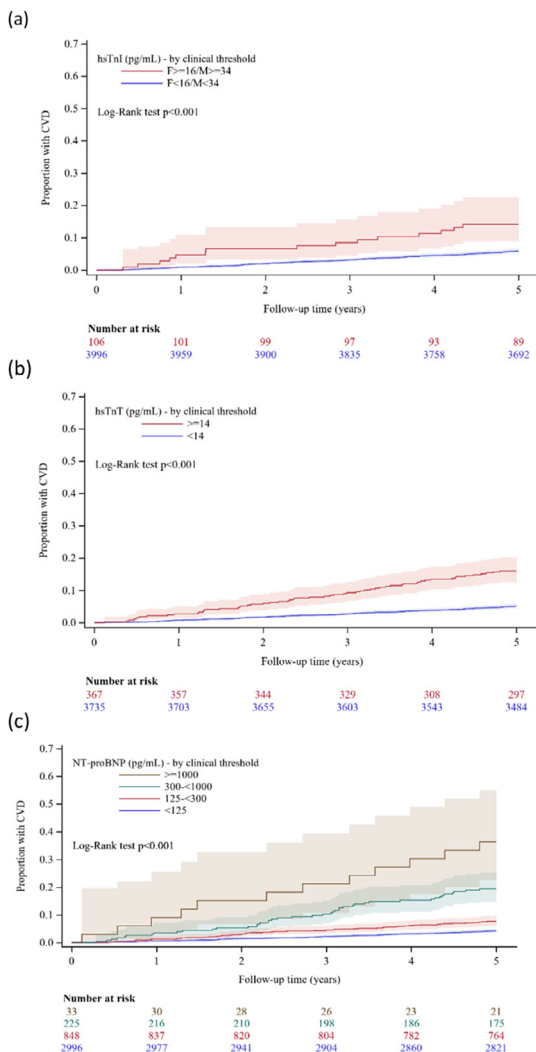 (a)
hsTnI (pg/mL) - by clinical threshold
F>=16/M>=34
F<16/M<34
Log-Rank test p<0.001
Proportion with CVD
0.7
0.6
0.5
0.4
0.3
0.2
0.1
0.0
0 1 2 3 4 5
Follow-up time (years)
Number at risk
106 101 99 97 93 89
3996 3959 3900 3835 3758 3692
(b)
hsTnT (pg/mL) - by clinical threshold
>=14
<14
Log-Rank test p<0.001
Proportion with CVD
0.7
0.6
0.5
0.4
0.3
0.2
0.1
0.0
0 1 2 3 4 5
Follow-up time (years)
Number at risk
367 357 344 329 308 297
3735 3703 3655 3603 3543 3484
(c)
NT-proBNP (pg/mL) - by clinical threshold
>=1000
300-<1000
125-<300
<125
Log-Rank test p<0.001
Proportion with CVD
0.7
0.6
0.5
0.4
0.3
0.2
0.1
0.0
0 1 2 3 4 5
Follow-up time (years)
Number at risk
33 30 28 26 23 21
225 216 210 198 186 175
848 837 820 804 782 764
2996 2977 2941 2904 2860 2821